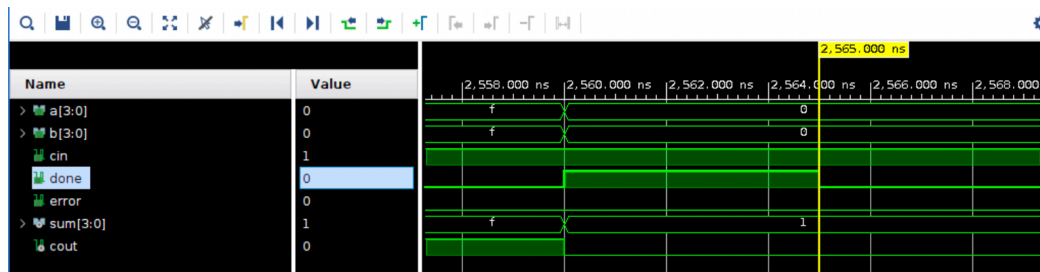 2,565.000 ns
Name Value
2,558.000 ns 2,560.000 ns 2,562.000 ns 2,564.000 ns 2,566.000 ns 2,568.000
a[3:0] 0 f 0
b[3:0] 0 f 0
cin 1
done 0
error 0
sum[3:0] 1 f 1
cout 0